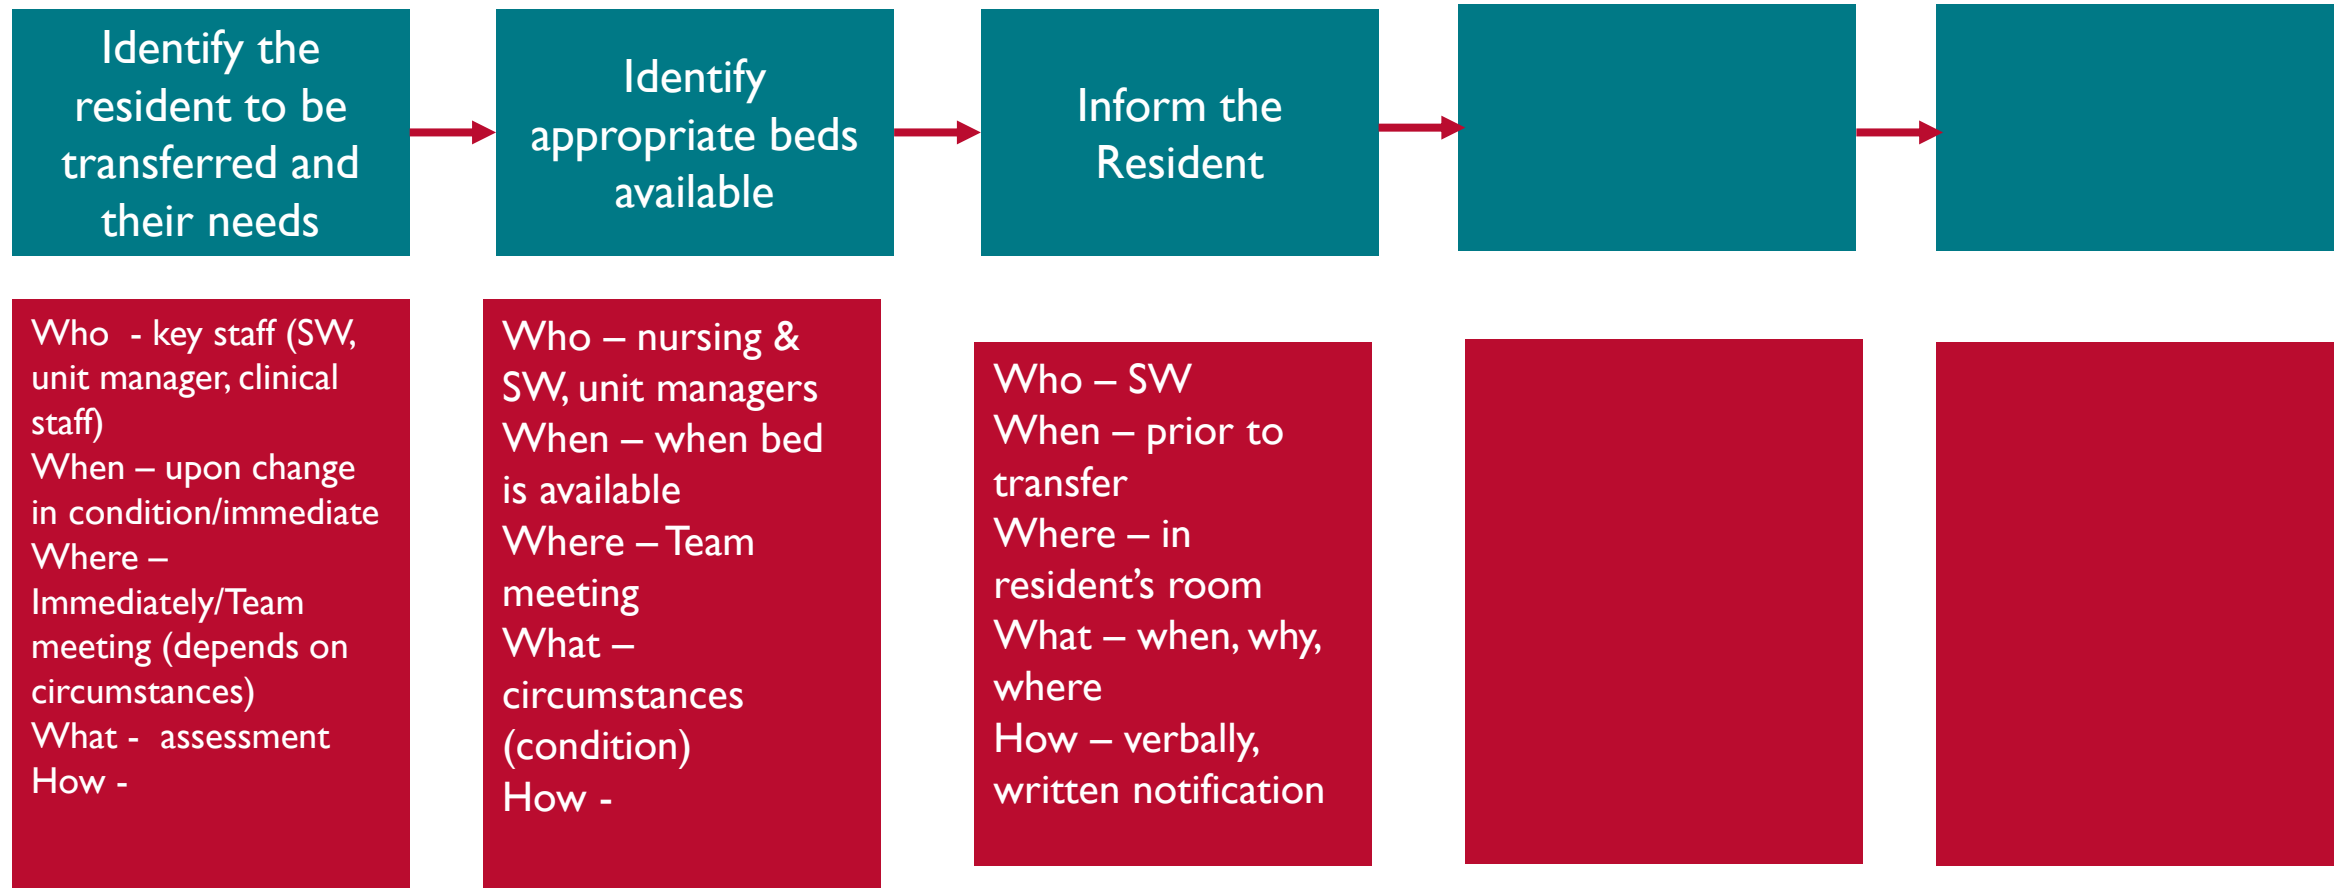 Identify the
resident to be
transferred and
their needs
Identify
appropriate beds
available
Inform the
Resident
Who  - key staff (SW,
unit manager, clinical
staff)
When – upon change
in condition/immediate
Where –
Immediately/Team
meeting (depends on
circumstances)
What -  assessment
How -
Who – nursing &
SW, unit managers
When – when bed
is available
Where – Team
meeting
What –
circumstances
(condition)
How -
Who – SW
When – prior to
transfer
Where – in
resident’s room
What – when, why,
where
How – verbally,
written notification